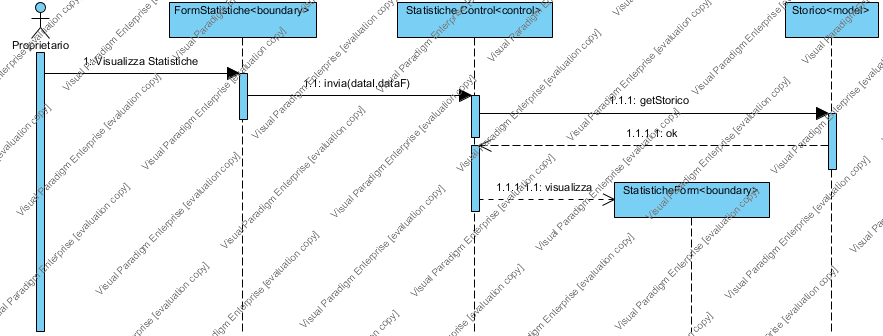 FormStatistiche<boundary>
Statistiche Control<control>
Storico<model>
Proprietario
1: Visualizza Statistiche
1.1: invia(dataI,dataF)
1.1.1: getStorico
1.1.1.1: ok
1.1.1.1.1: visualizza
StatisticheForm<boundary>
Visual Paradigm Enterprise [evaluation copy]